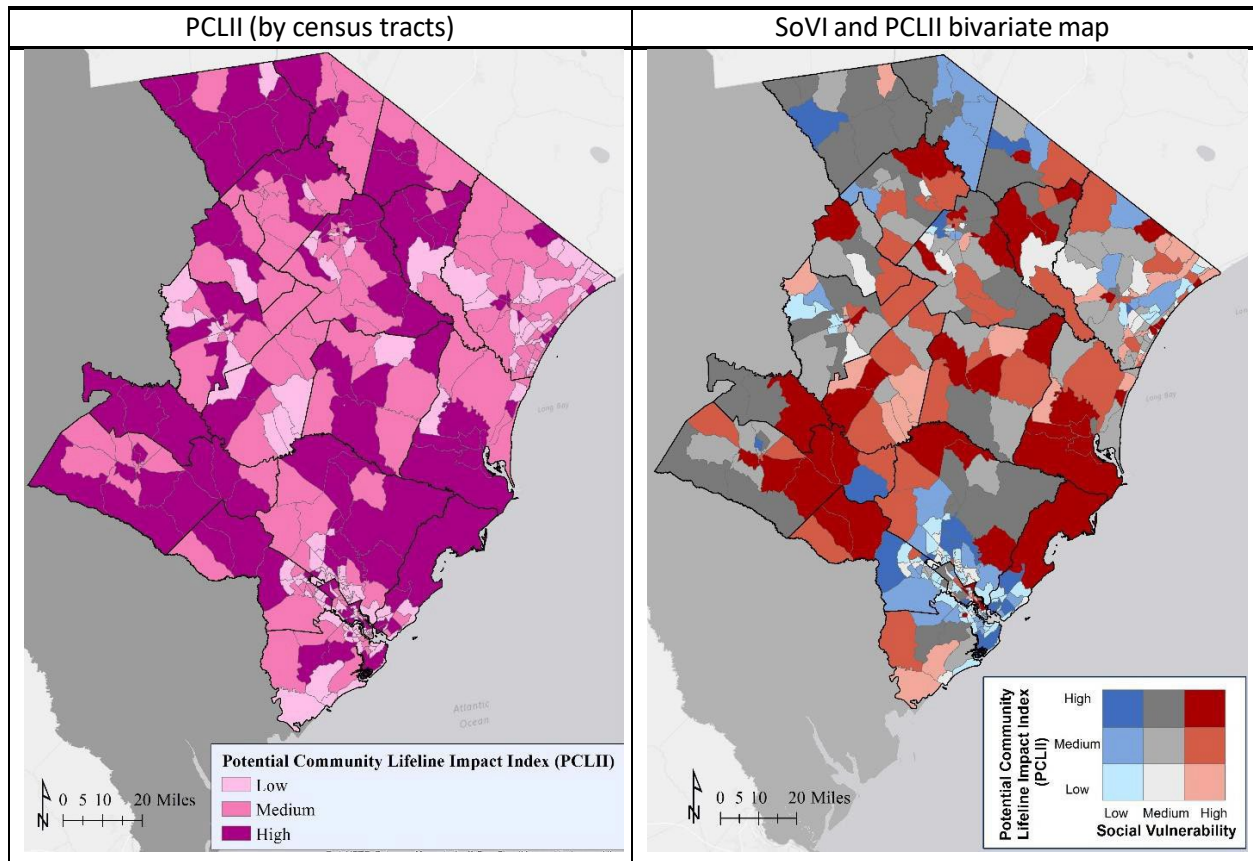 PCLII (by census tracts)
SoVI and PCLII bivariate map
Long Bay
Atlantic
Ocean
Potential Community Lifeline Impact Index (PCLII)
Low
Medium
High
N
0 5 10 20 Miles
Long Bay
N
0 5 10 20 Miles
Potential Community
Lifeline Impact Index
(PCLII)
High
Medium
Low
Low Medium High
Social Vulnerability